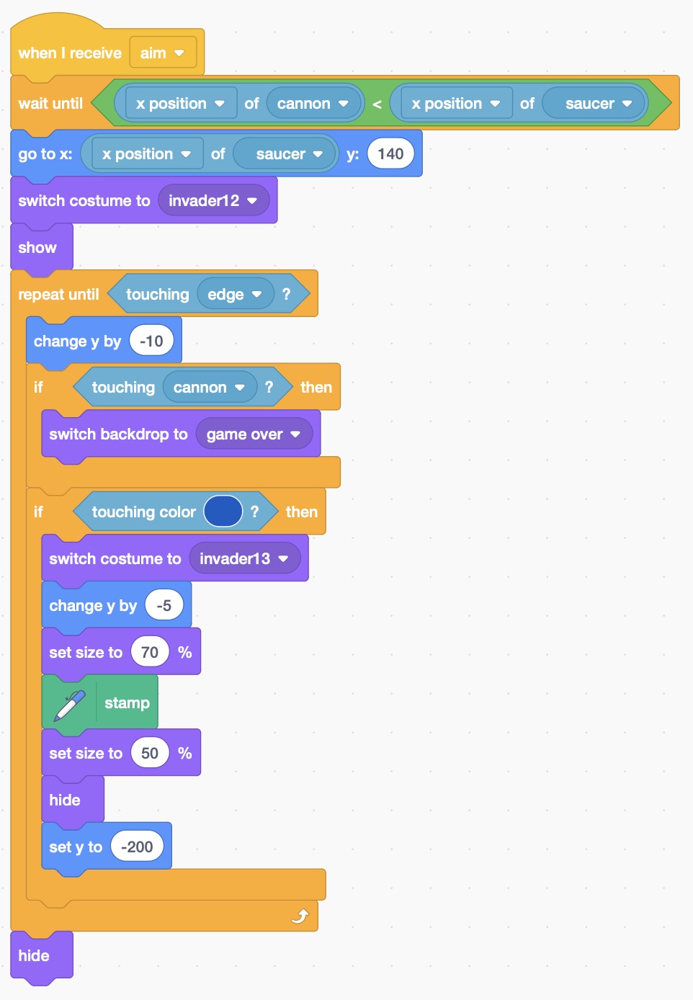 when I receive aim
wait until x position of cannon < x position of saucer
go to x: x position of saucer y: 140
switch costume to invader12
show
repeat until touching edge ?
change y by -10
if touching cannon ? then
switch backdrop to game over
if touching color ? then
switch costume to invader13
change y by -5
set size to 70 %
stamp
set size to 50 %
hide
set y to -200
hide